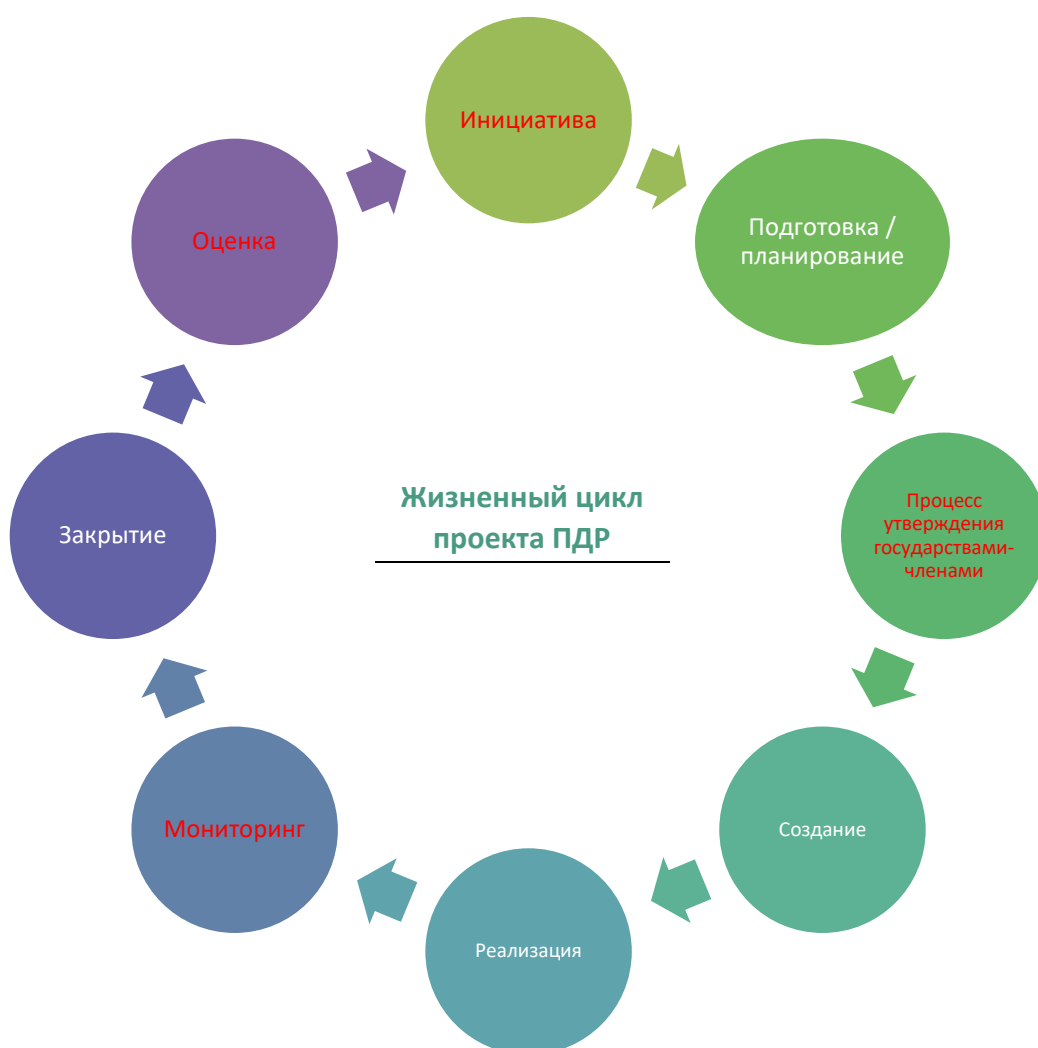 Инициатива
Подготовка /
планирование
Процесс
утверждения
государствами-
членами
Создание
Реализация
Мониторинг
Закрытие
Оценка
Жизненный цикл
проекта ПДР